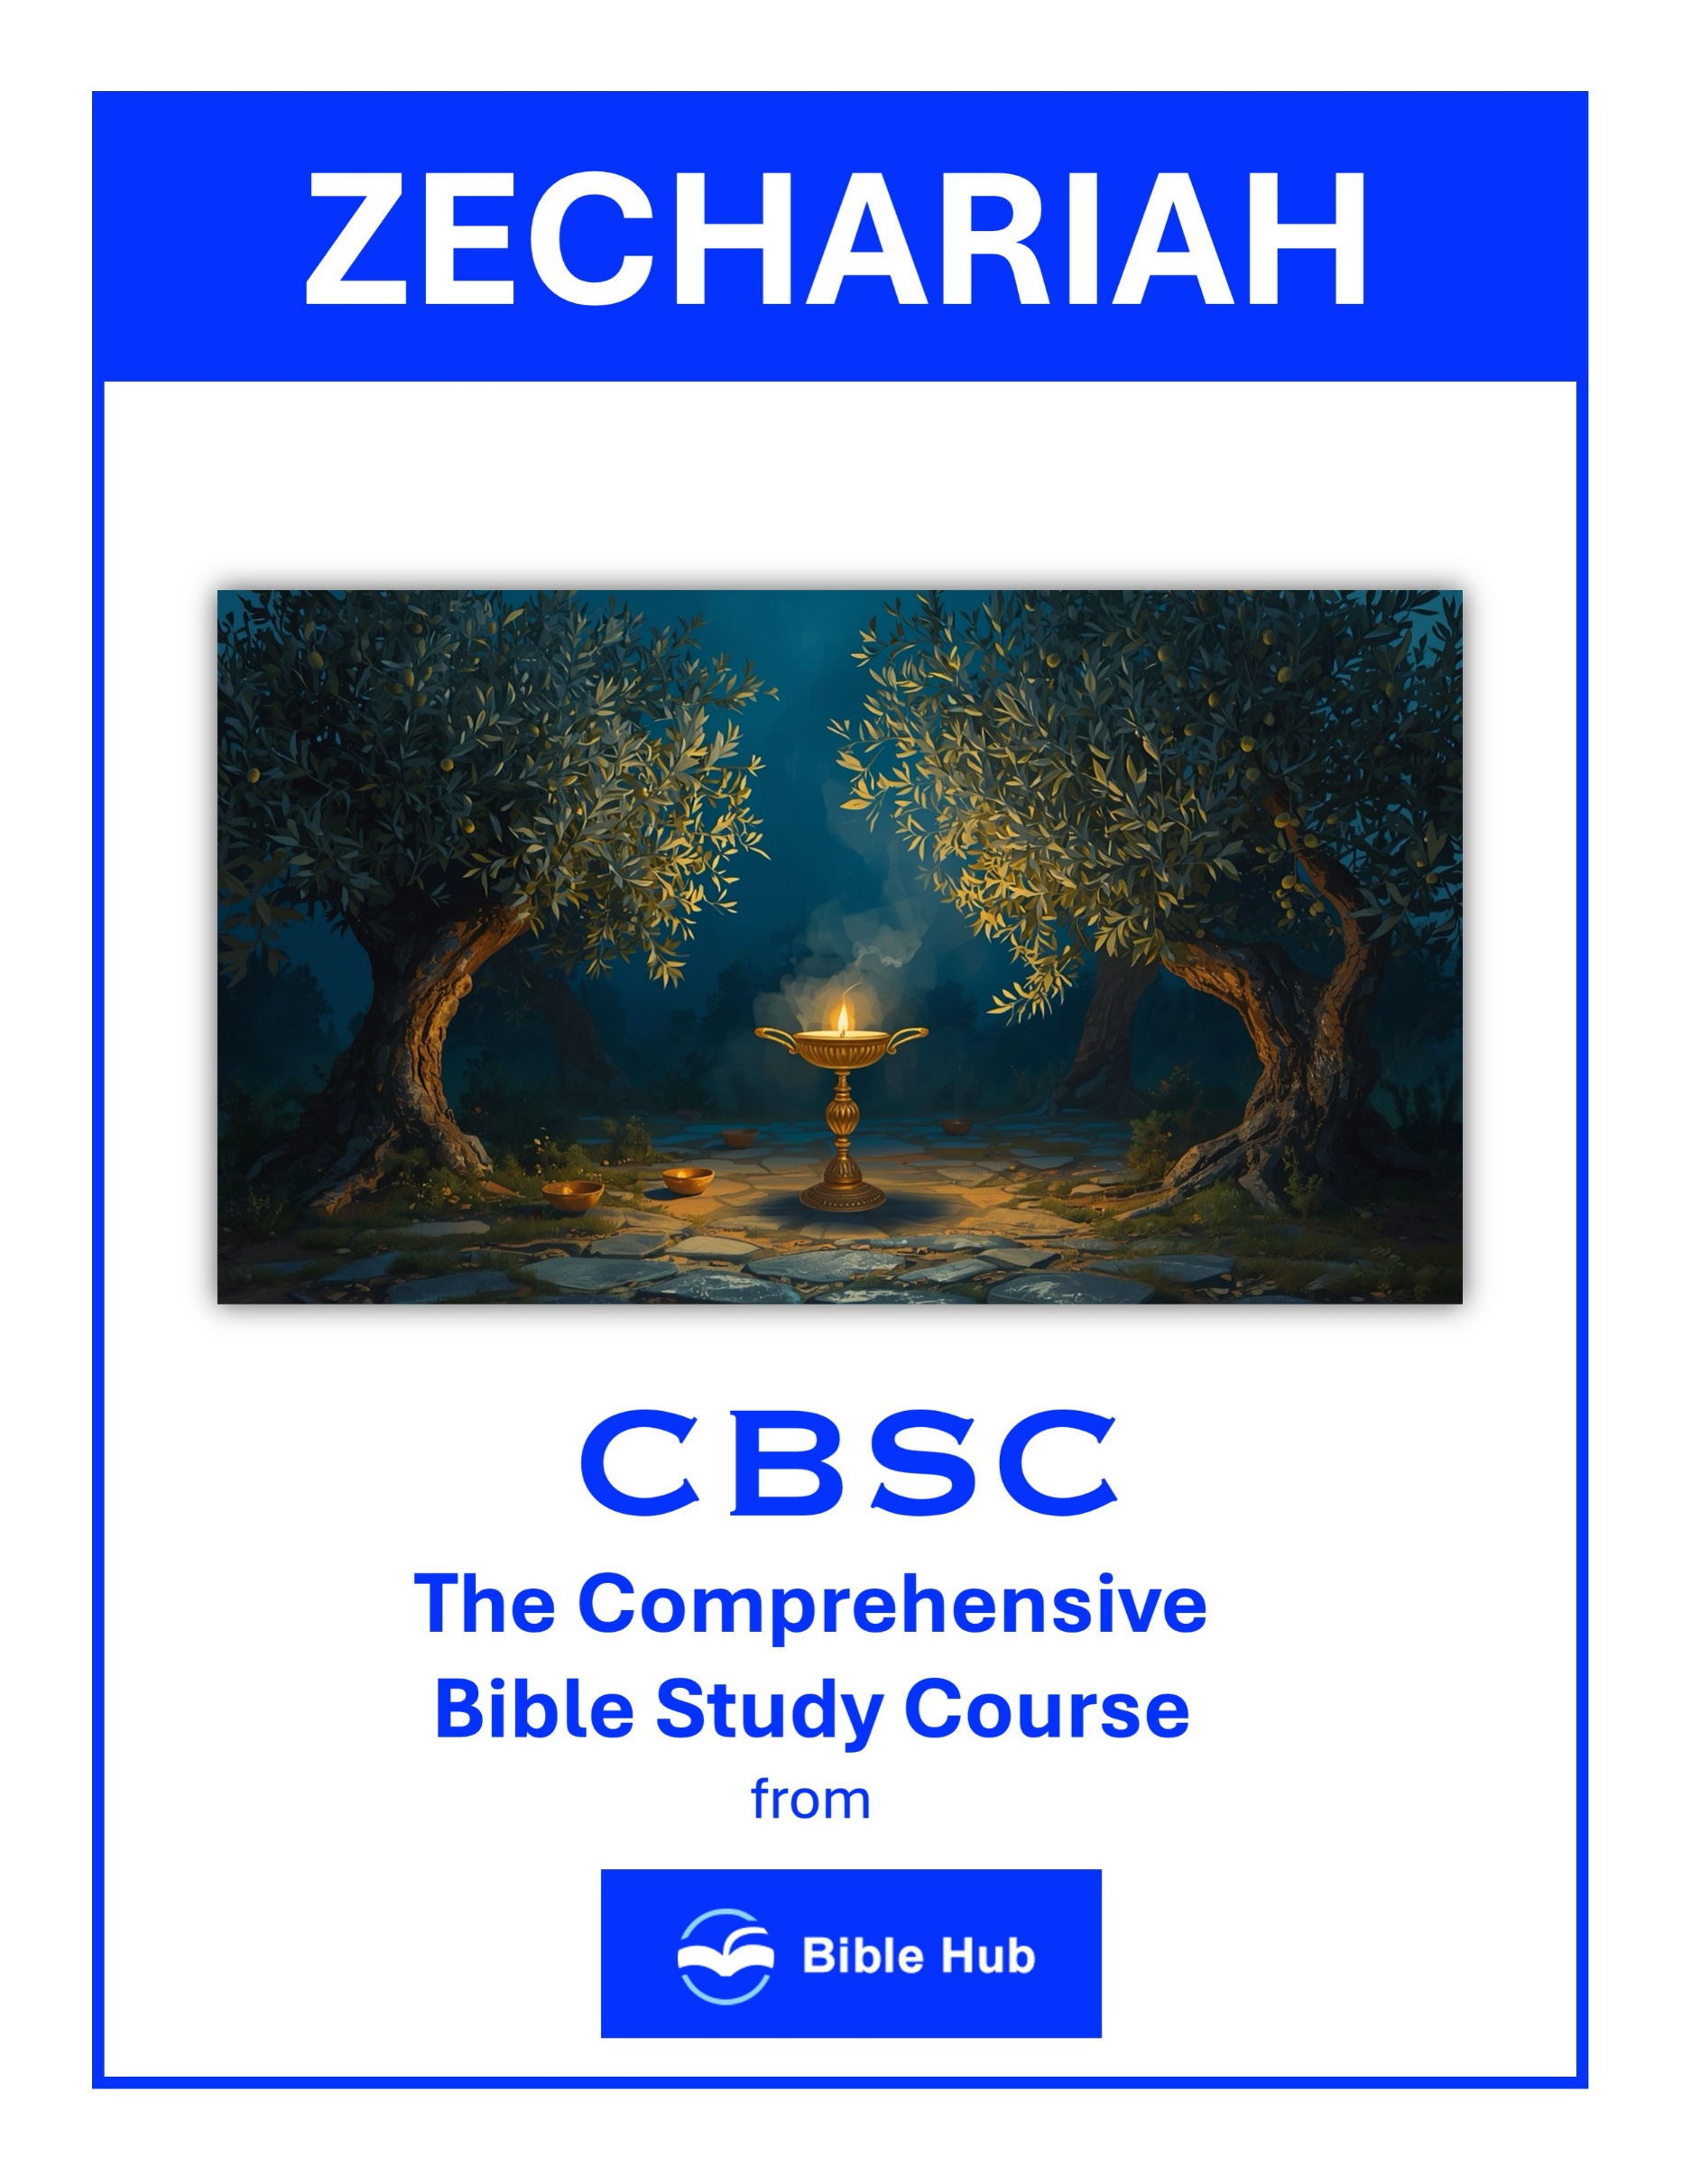 ZECHARIAH
CBSC
The Comprehensive
Bible Study Course
from
Bible Hub